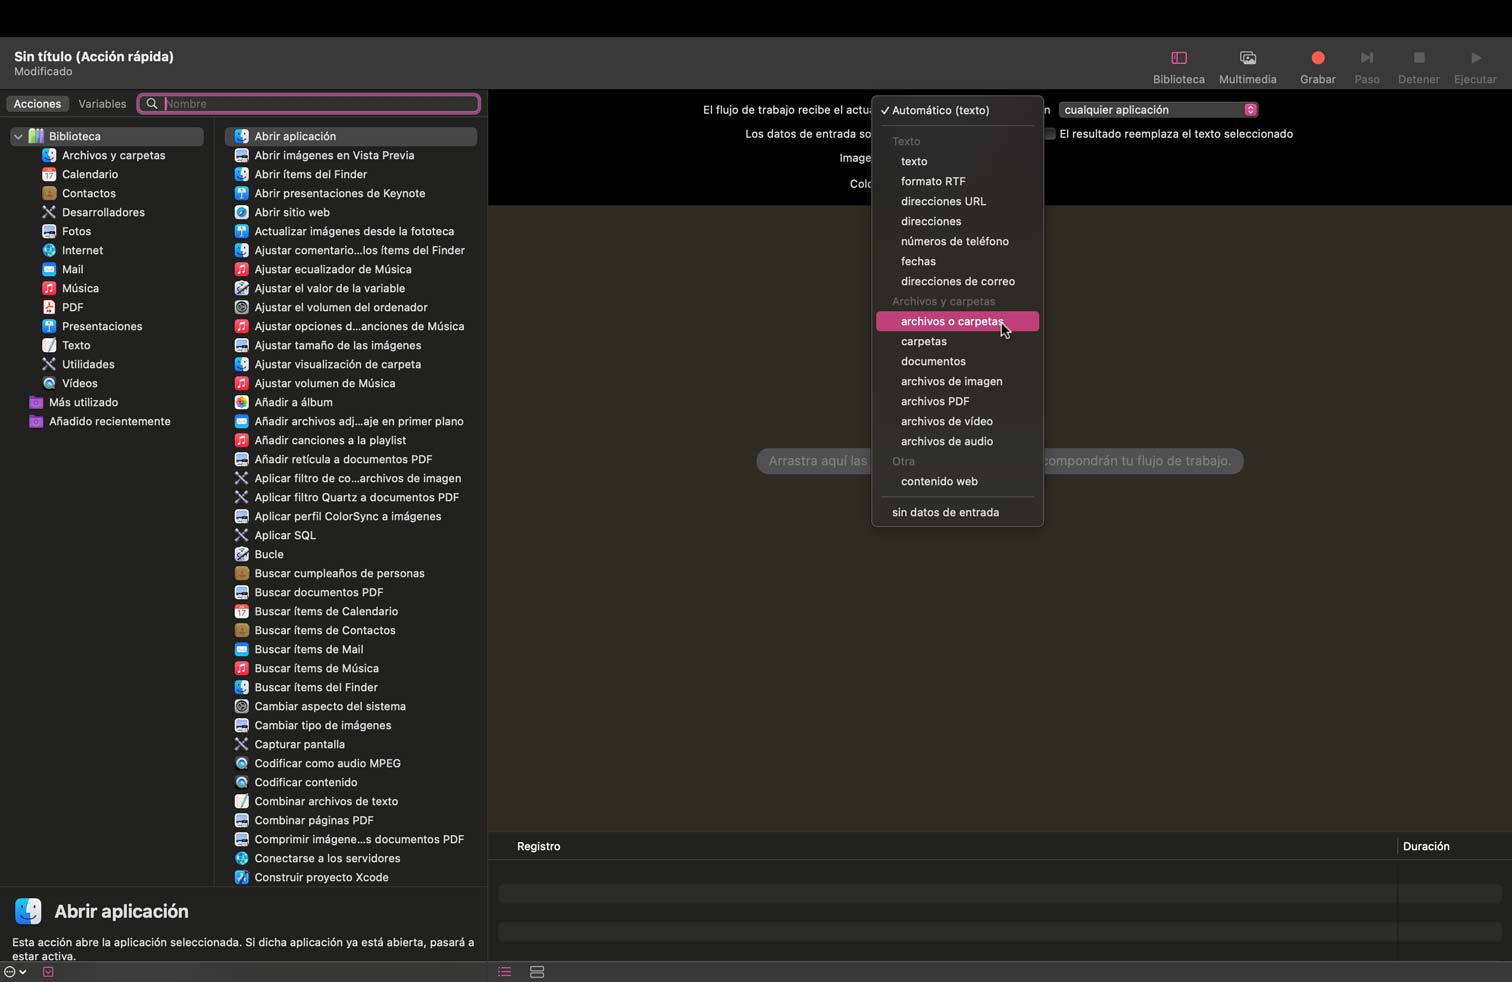 Sin título (Acción rápida)
Modificado
Biblioteca
Multimedia
Grabar
Paso
Detener
Ejecutar
Acciones
Variables
Nombre
Biblioteca
Archivos y carpetas
Calendario
Contactos
Desarrolladores
Fotos
Internet
Mail
Música
PDF
Presentaciones
Texto
Utilidades
Vídeos
Más utilizado
Añadido recientemente
Abrir aplicación
Abrir imágenes en Vista Previa
Abrir ítems del Finder
Abrir presentaciones de Keynote
Abrir sitio web
Actualizar imágenes desde la fototeca
Ajustar comentario...los ítems del Finder
Ajustar ecualizador de Música
Ajustar el valor de la variable
Ajustar el volumen del ordenador
Ajustar opciones d...anciones de Música
Ajustar tamaño de las imágenes
Ajustar visualización de carpeta
Ajustar volumen de Música
Añadir a álbum
Añadir archivos adj...aje en primer plano
Añadir canciones a la playlist
Añadir retícula a documentos PDF
Aplicar filtro de co...archivos de imagen
Aplicar filtro Quartz a documentos PDF
Aplicar perfil ColorSync a imágenes
Aplicar SQL
Bucle
Buscar cumpleaños de personas
Buscar documentos PDF
Buscar ítems de Calendario
Buscar ítems de Contactos
Buscar ítems de Mail
Buscar ítems de Música
Buscar ítems del Finder
Cambiar aspecto del sistema
Cambiar tipo de imágenes
Capturar pantalla
Codificar como audio MPEG
Codificar contenido
Combinar archivos de texto
Combinar páginas PDF
Comprimir imágene...s documentos PDF
Conectarse a los servidores
Construir proyecto Xcode
Abrir aplicación
Esta acción abre la aplicación seleccionada. Si dicha aplicación ya está abierta, pasará a
estar activa.
El flujo de trabajo recibe el actua
n cualquier aplicación
Los datos de entrada so
El resultado reemplaza el texto seleccionado
Image
Colo
✓ Automático (texto)
Texto
texto
formato RTF
direcciones URL
direcciones
números de teléfono
fechas
direcciones de correo
Archivos y carpetas
archivos o carpetas
carpetas
documentos
archivos de imagen
archivos PDF
archivos de vídeo
archivos de audio
Otra
contenido web
sin datos de entrada
Arrastra aquí las
compondrán tu flujo de trabajo.
Registro
Duración